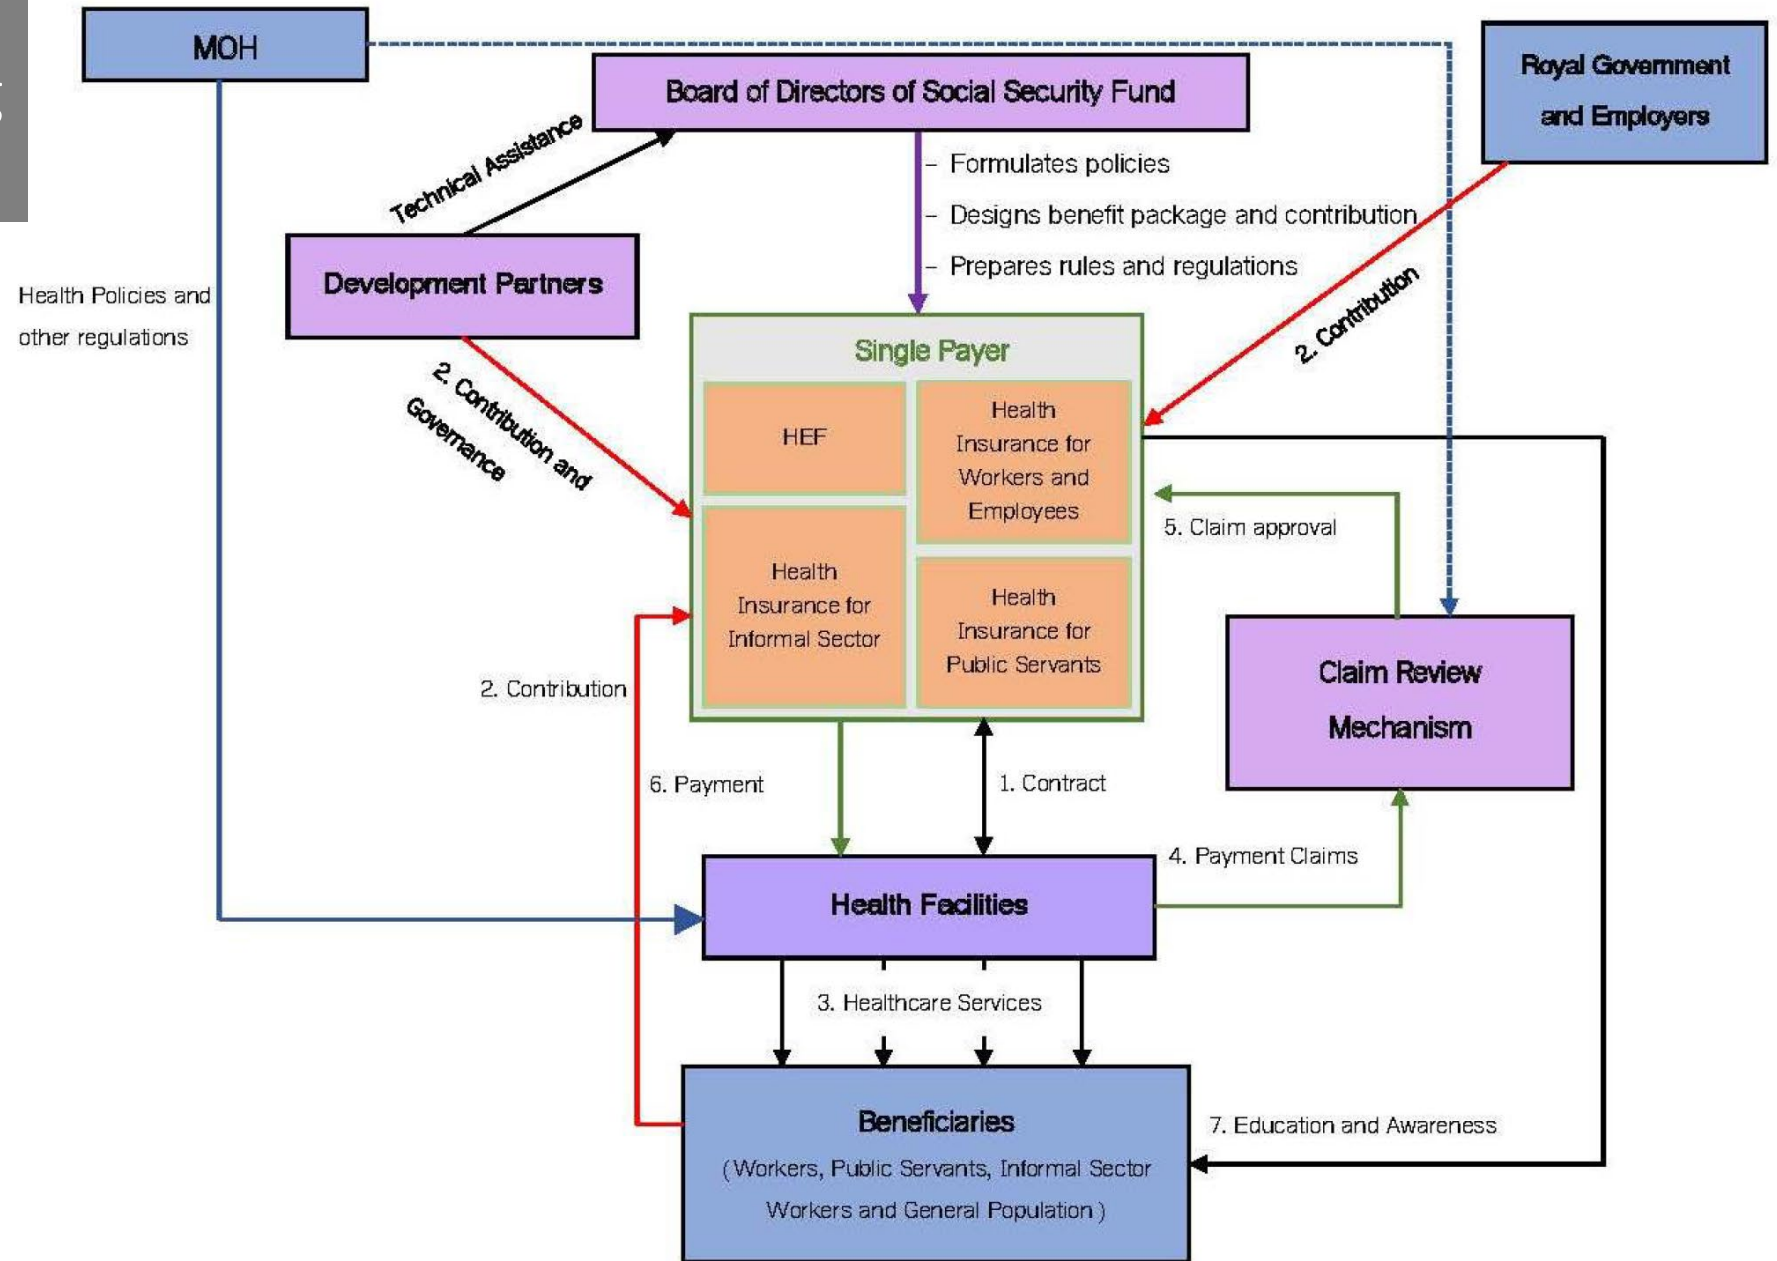 MOH
Royal Government
and Employers
Board of Directors of Social Security Fund
Technical Assistance
- Formulates policies
- Designs benefit package and contribution
- Prepares rules and regulations
Development Partners
Health Policies and
other regulations
2. Contribution and
Governance
2. Contribution
Single Payer
HEF
Health
Insurance for
Workers and
Employees
Health
Insurance for
Informal Sector
Health
Insurance for
Public Servants
5. Claim approval
Claim Review
Mechanism
2. Contribution
6. Payment
1. Contract
4. Payment Claims
Health Facilities
3. Healthcare Services
Beneficiaries
(Workers, Public Servants, Informal Sector
Workers and General Population)
7. Education and Awareness